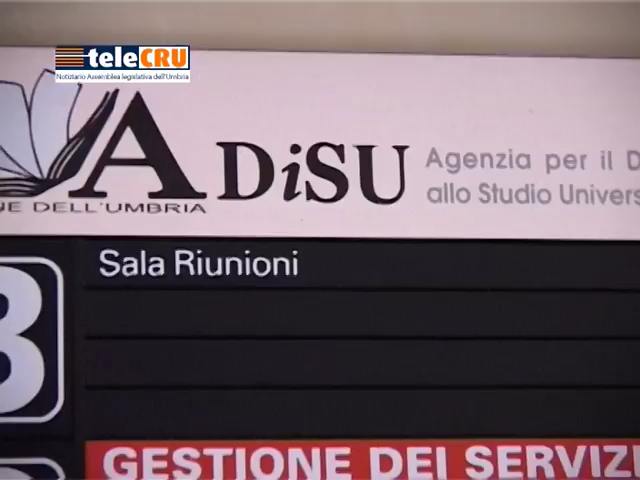 teleCRU
Notiziario Assemblea legislativa dell'Umbria
ADiSU
Agenzia per il D
allo Studio Univers
NE DELL'UMBRIA
Sala Riunioni
3
GESTIONE DEI SERVIZI